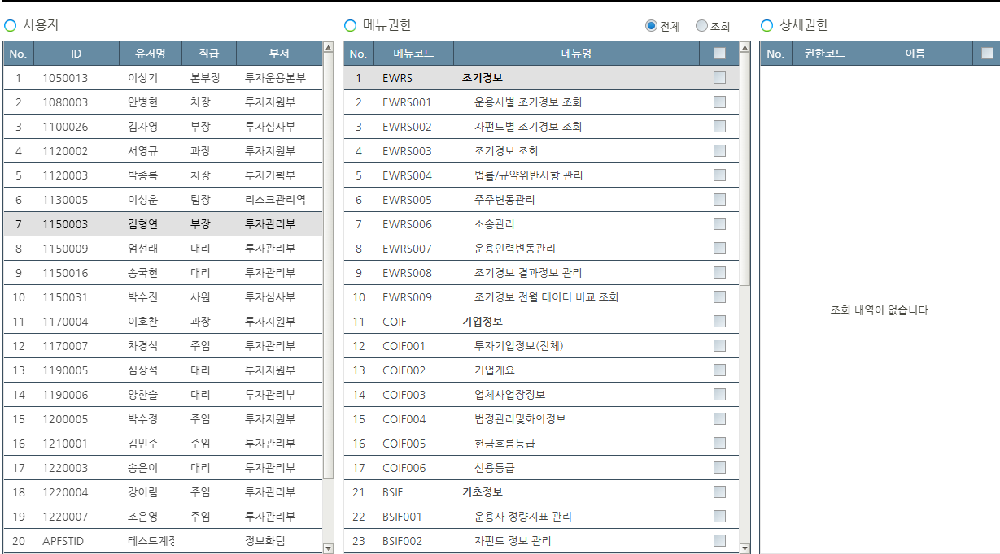 사용자
No. ID 유저명 직급 부서
1 1050013 이상기 본부장 투자운용본부
2 1080003 안병현 차장 투자지원부
3 1100026 김자영 부장 투자심사부
4 1120002 서영규 과장 투자지원부
5 1120003 박종록 차장 투자기획부
6 1130005 이성훈 팀장 리스크관리역
7 1150003 김형연 부장 투자관리부
8 1150009 엄선래 대리 투자관리부
9 1150016 송국현 대리 투자관리부
10 1150031 박수진 사원 투자심사부
11 1170004 이호찬 과장 투자지원부
12 1170007 차경식 주임 투자관리부
13 1190005 심상석 대리 투자지원부
14 1190006 양한슬 대리 투자관리부
15 1200005 박수정 주임 투자지원부
16 1210001 김민주 주임 투자관리부
17 1220003 송은이 대리 투자관리부
18 1220004 강이림 주임 투자관리부
19 1220007 조은영 주임 투자관리부
20 APFSTID 테스트계정 정보화팀
메뉴권한 전체 조회
No. 메뉴코드 메뉴명
1 EWRS 조기경보
2 EWRS001 운용사별 조기경보 조회
3 EWRS002 자펀드별 조기경보 조회
4 EWRS003 조기경보 조회
5 EWRS004 법률/규약위반사항 관리
6 EWRS005 주주변동관리
7 EWRS006 소송관리
8 EWRS007 운용인력변동관리
9 EWRS008 조기경보 결과정보 관리
10 EWRS009 조기경보 전월 데이터 비교 조회
11 COIF 기업정보
12 COIF001 투자기업정보(전체)
13 COIF002 기업개요
14 COIF003 업체사업장정보
15 COIF004 법정관리및화의정보
16 COIF005 현금흐름등급
17 COIF006 신용등급
21 BSIF 기초정보
22 BSIF001 운용사 정량지표 관리
23 BSIF002 자펀드 정보 관리
상세권한
No. 권한코드 이름
조회 내역이 없습니다.